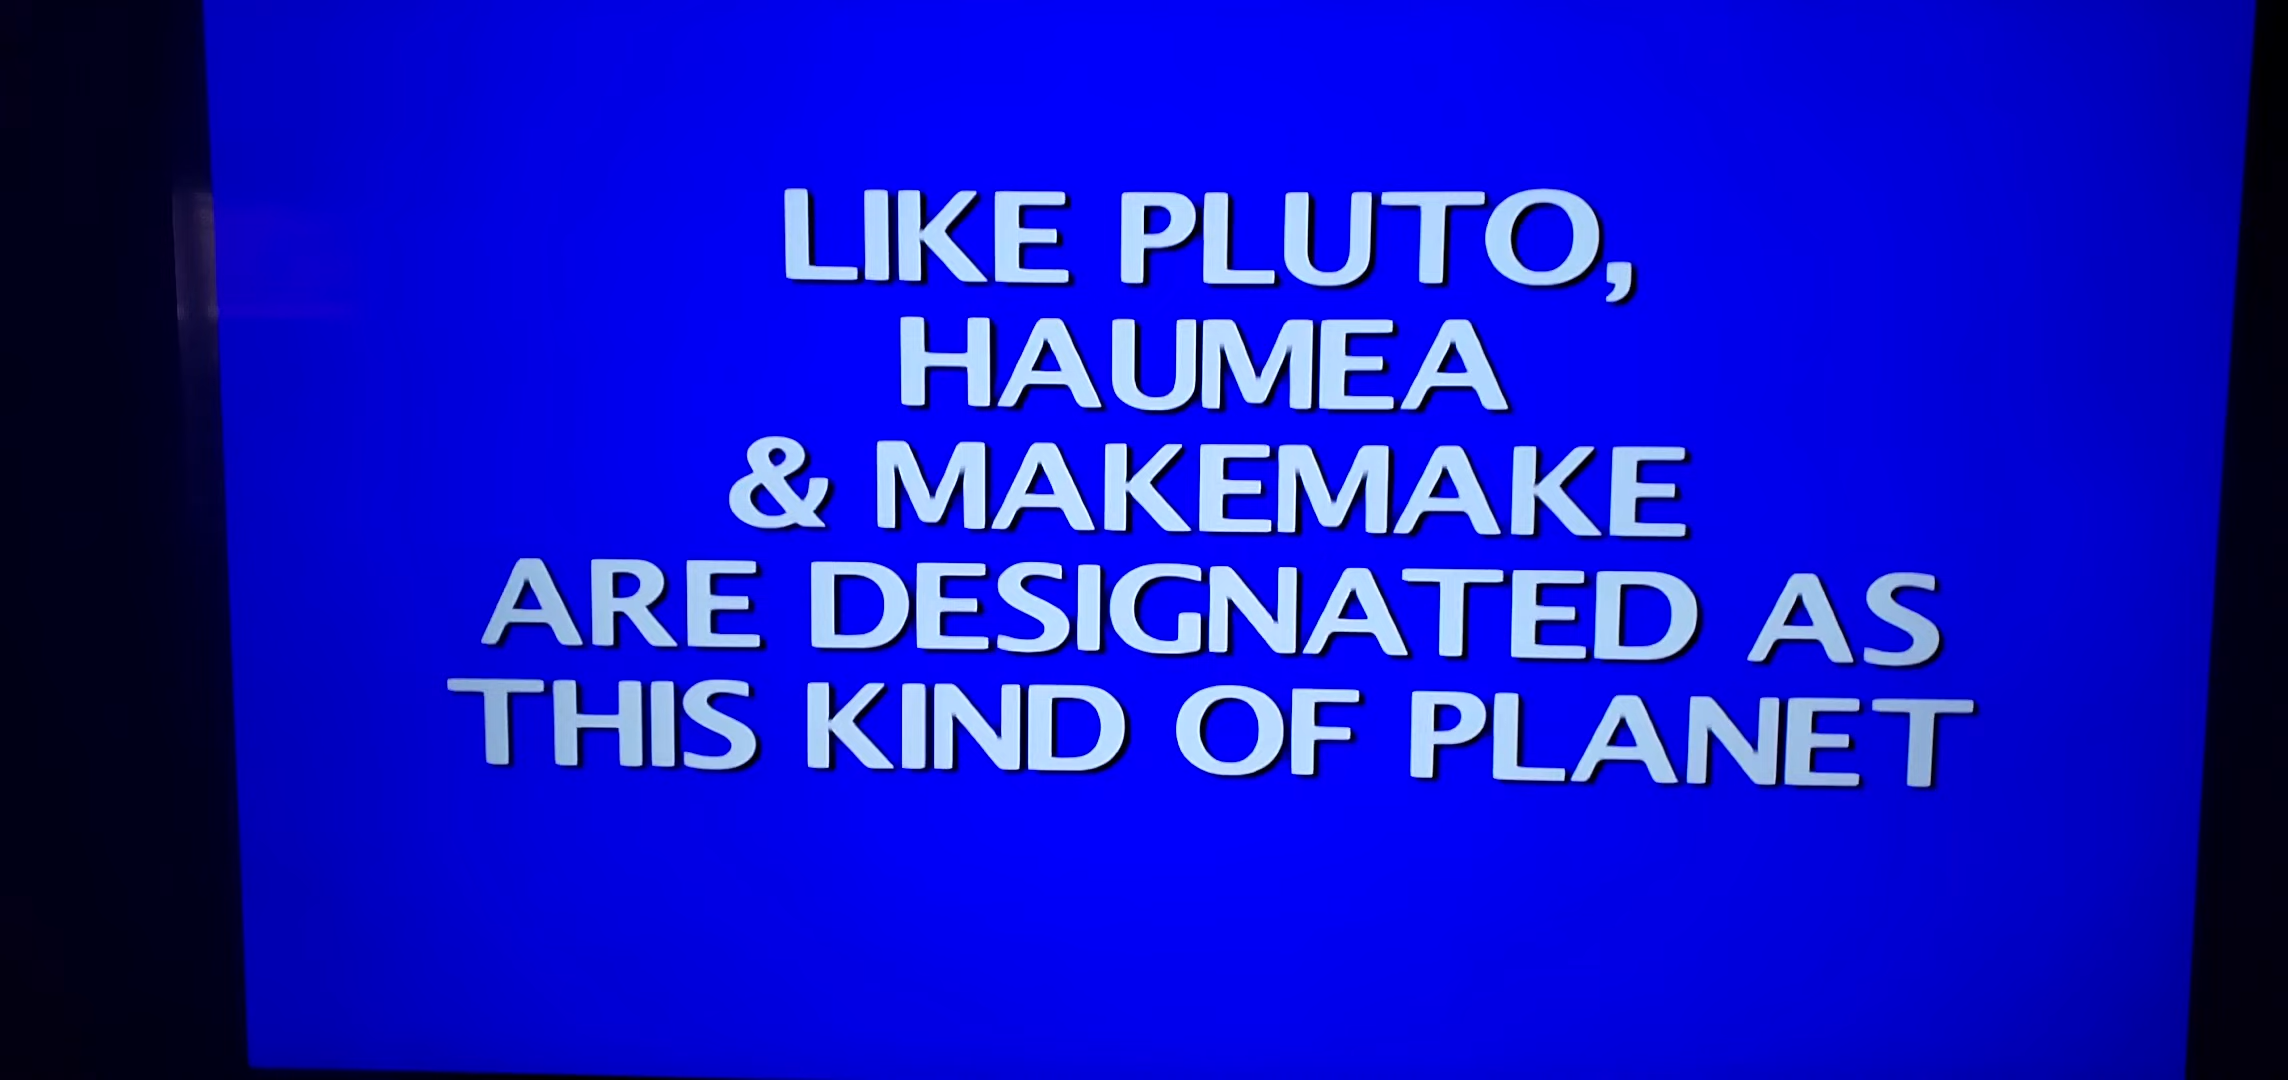 LIKE PLUTO,
HAUMEA
& MAKEMAKE
ARE DESIGNATED AS
THIS KIND OF PLANET